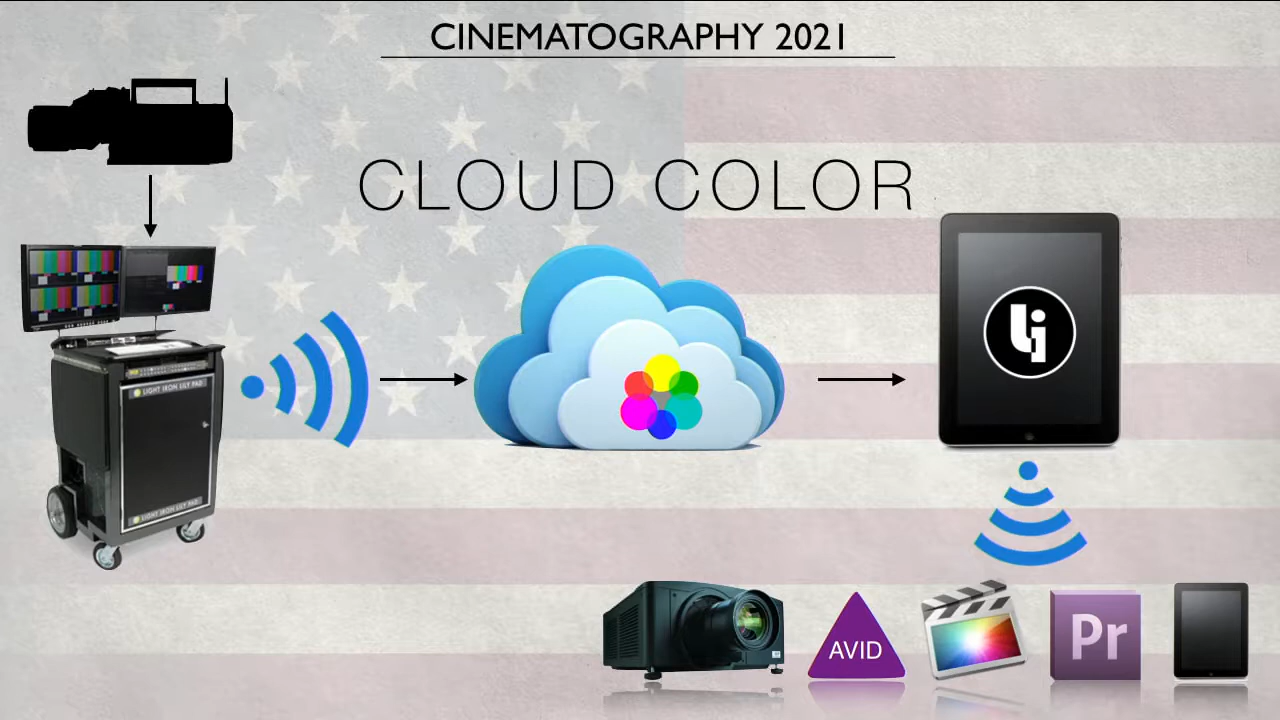 CINEMATOGRAPHY 2021
CLOUD COLOR
LIGHT IRON LILY PAD
LIGHT IRON LILY PAD
AVID
Pr